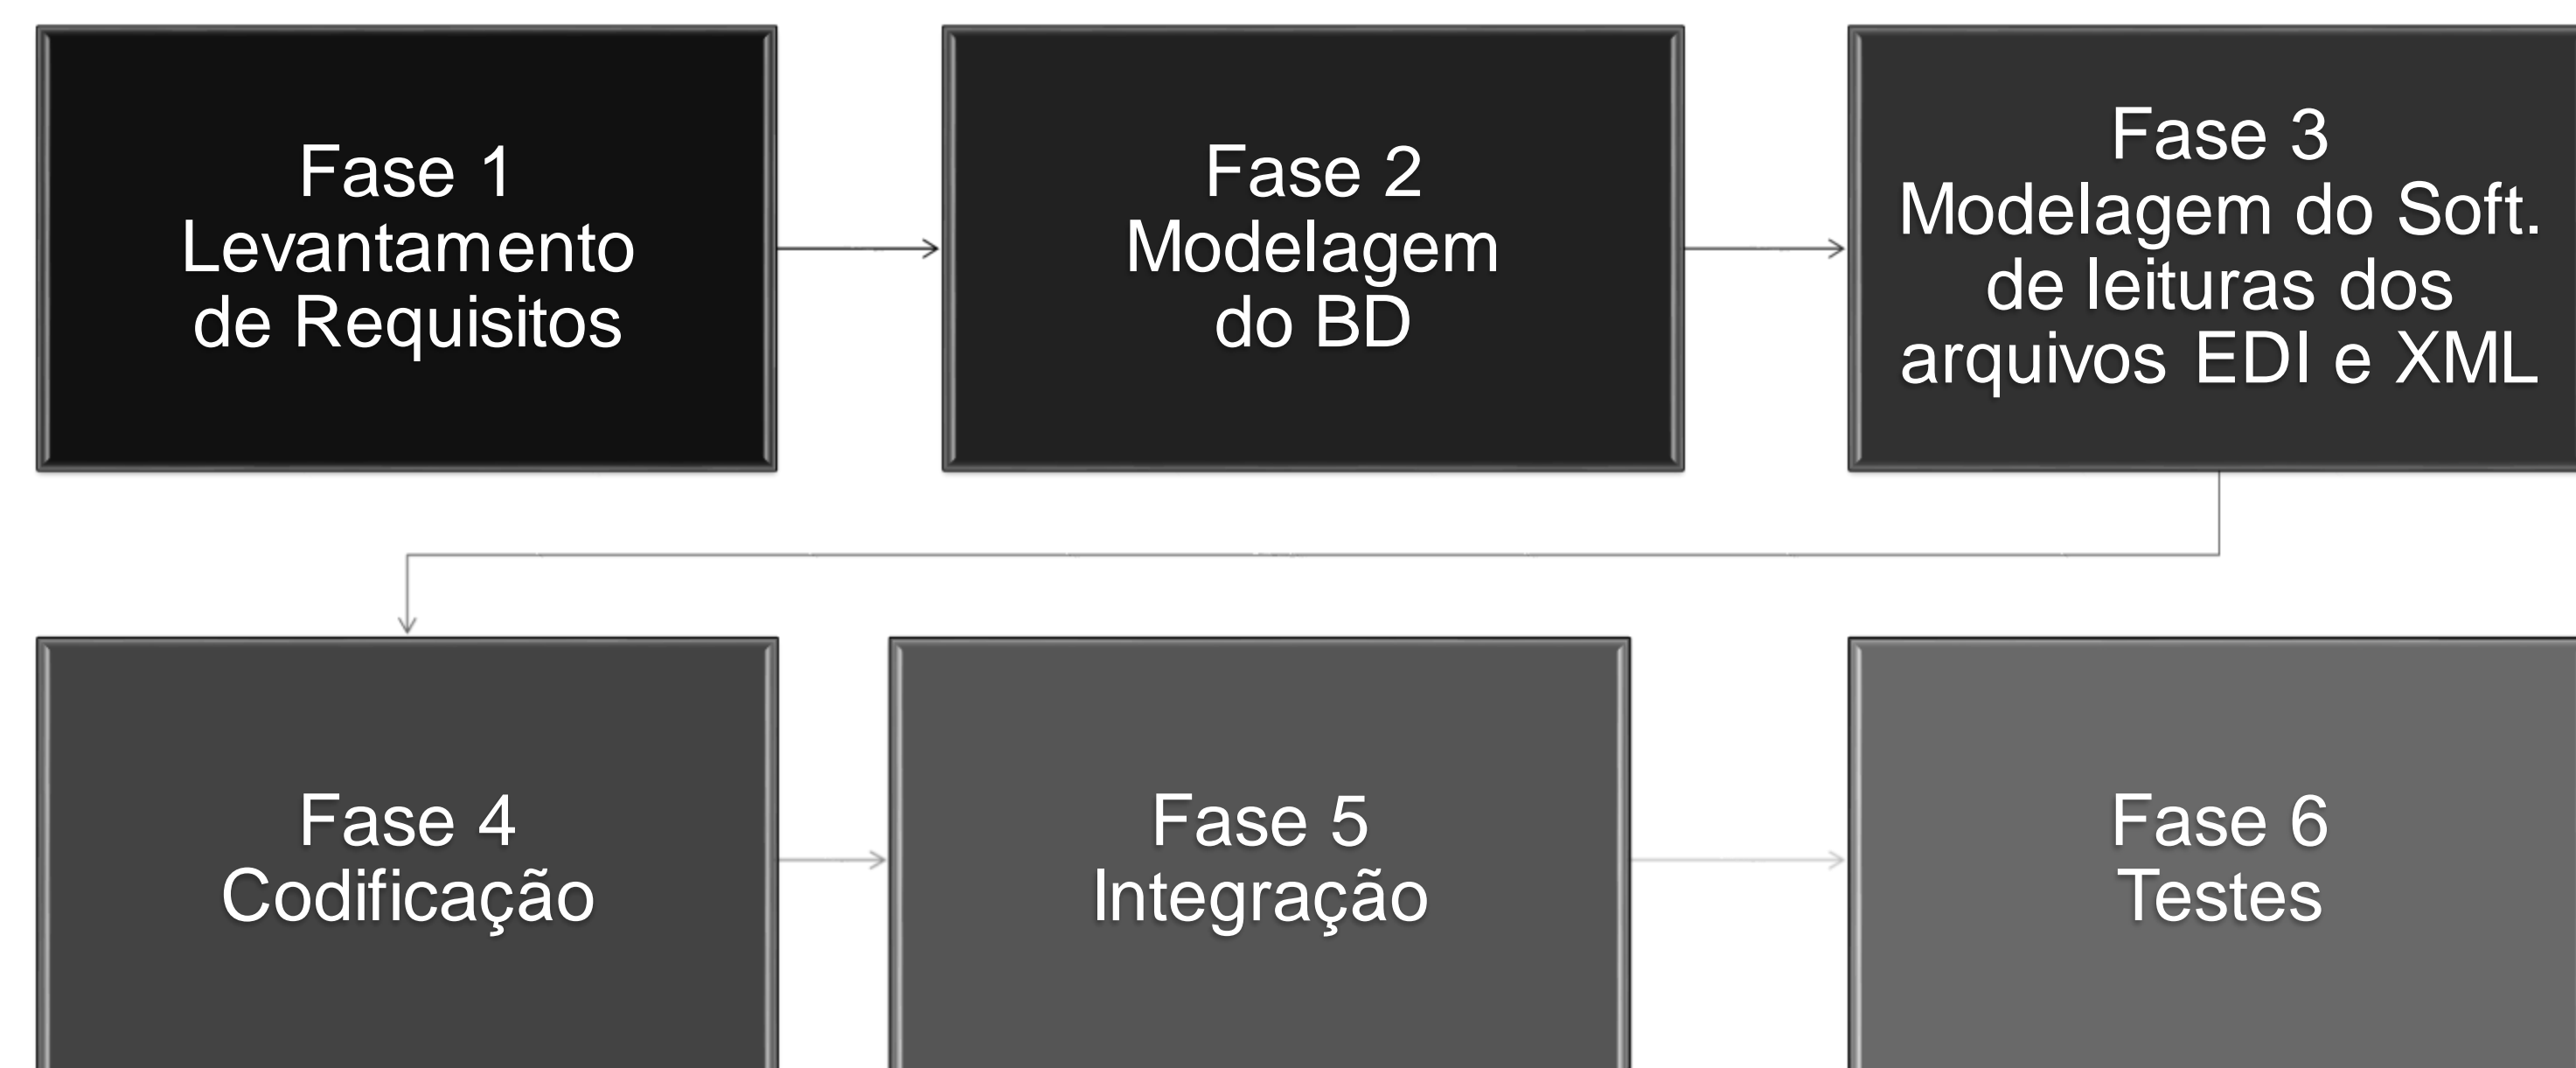 Fase 1
Levantamento
de Requisitos
Fase 2
Modelagem
do BD
Fase 3
Modelagem do Soft.
de leituras dos
arquivos EDI e XML
Fase 4
Codificação
Fase 5
Integração
Fase 6
Testes